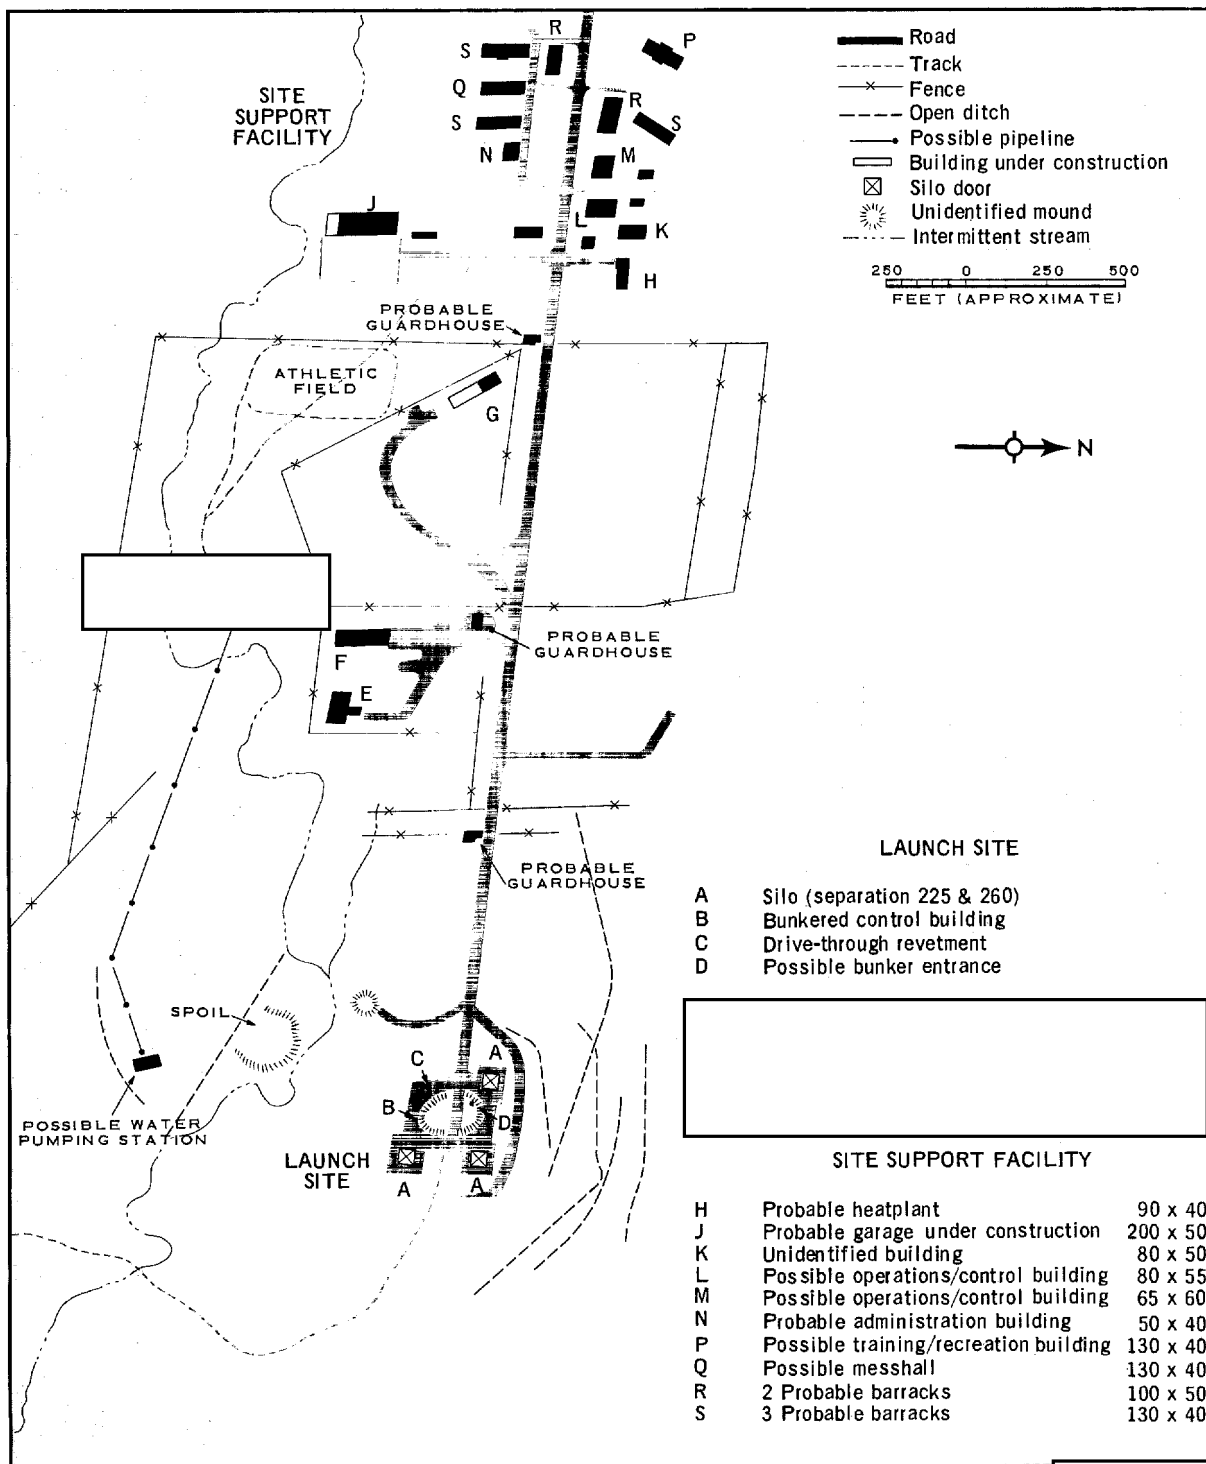 R
S
P
Q
R
S
S
N
M
SITE
SUPPORT
FACILITY
J
L
K
H
Road
Track
Fence
Open ditch
Possible pipeline
Building under construction
Silo door
Unidentified mound
Intermittent stream
250 0 250 500
FEET (APPROXIMATE)
PROBABLE
GUARDHOUSE
ATHLETIC
FIELD
G
N
PROBABLE
GUARDHOUSE
F
E
PROBABLE
GUARDHOUSE
LAUNCH SITE
A Silo (separation 225 & 260)
B Bunkered control building
C Drive-through revetment
D Possible bunker entrance
SPOIL
A
C
B
D
POSSIBLE WATER
PUMPING STATION
LAUNCH
SITE
A
A
SITE SUPPORT FACILITY
H Probable heatplant 90 x 40
J Probable garage under construction 200 x 50
K Unidentified building 80 x 50
L Possible operations/control building 80 x 55
M Possible operations/control building 65 x 60
N Probable administration building 50 x 40
P Possible training/recreation building 130 x 40
Q Possible messhall 130 x 40
R 2 Probable barracks 100 x 50
S 3 Probable barracks 130 x 40